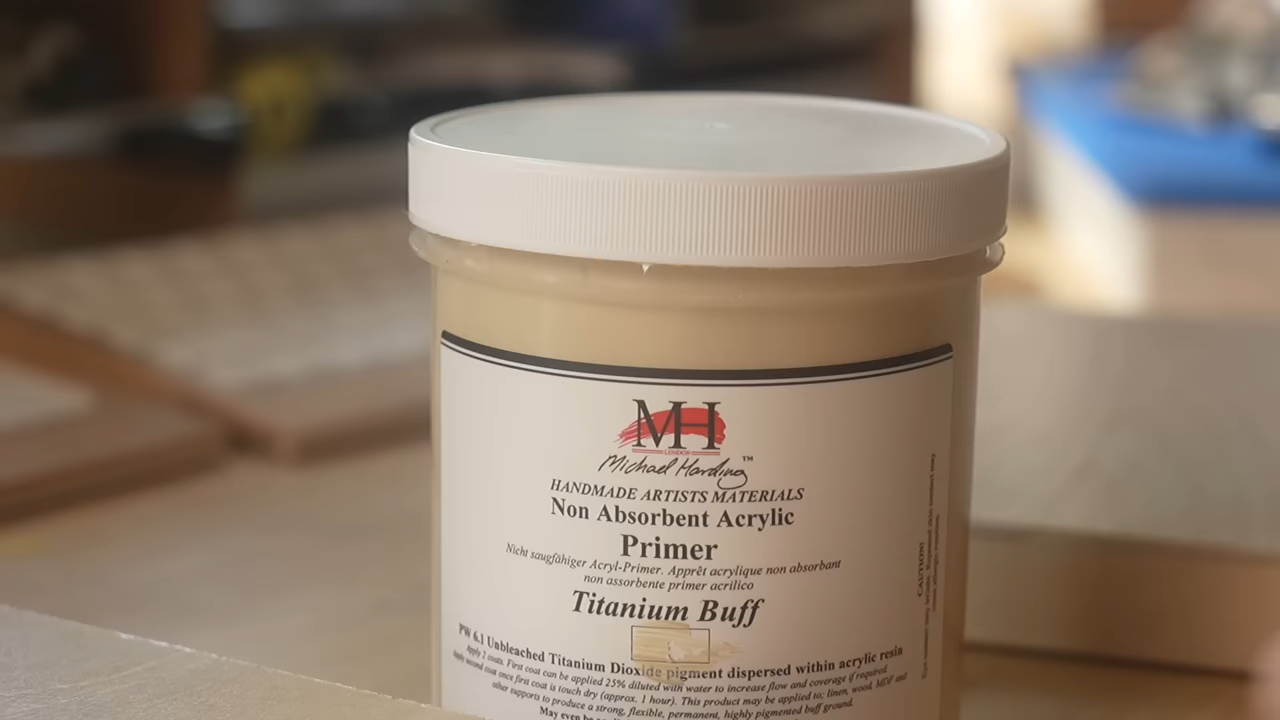 MH
LONDON
Michael Harding™
HANDMADE ARTISTS MATERIALS
Non Absorbent Acrylic
Primer
Nicht saugfähiger Acryl-Primer. Apprêt acrylique non absorbant
non assorbente primer acrilico
Titanium Buff
PW 6.1 Unbleached Titanium Dioxide pigment dispersed within acrylic resin
Apply 2 coats. First coat can be applied 25% diluted with water to increase flow and coverage if required.
Apply second coat once first coat is touch dry (approx. 1 hour). This product may be applied to; linen, wood, MDF and
other supports to produce a strong, flexible, permanent, highly pigmented buff ground.
May even be
CAUTION!